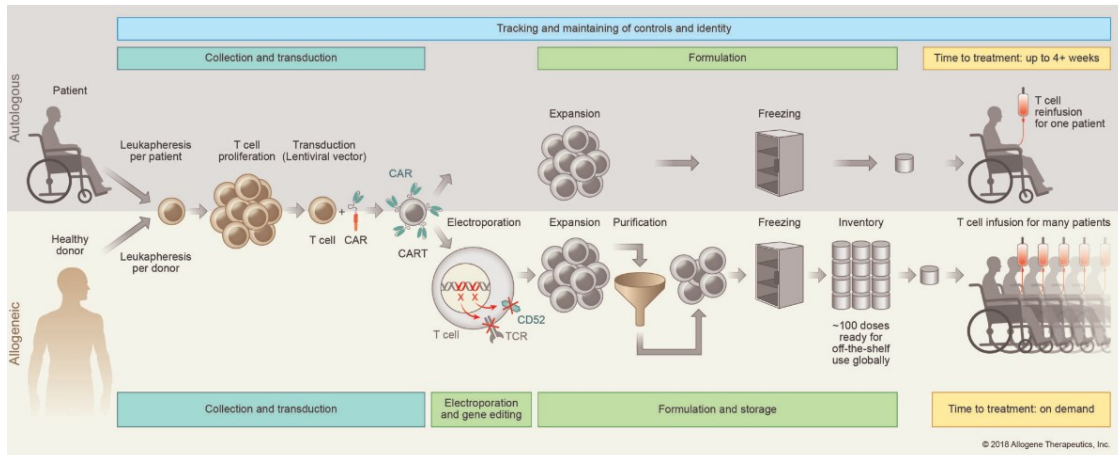 Tracking and maintaining of controls and identity
Collection and transduction
Formulation
Time to treatment: up to 4+ weeks
Autologous
Patient
Leukapheresis
per patient
T cell
proliferation
Transduction
(Lentiviral vector)
CAR
T cell
CAR
CART
Expansion
Freezing
T cell
reinfusion
for one patient
Allogeneic
Healthy
donor
Leukapheresis
per donor
Electroporation
T cell
CD52
TCR
Expansion
Purification
Freezing
Inventory
~100 doses
ready for
off-the-shelf
use globally
T cell infusion for many patients
Collection and transduction
Electroporation
and gene editing
Formulation and storage
Time to treatment: on demand
© 2018 Allogene Therapeutics, Inc.